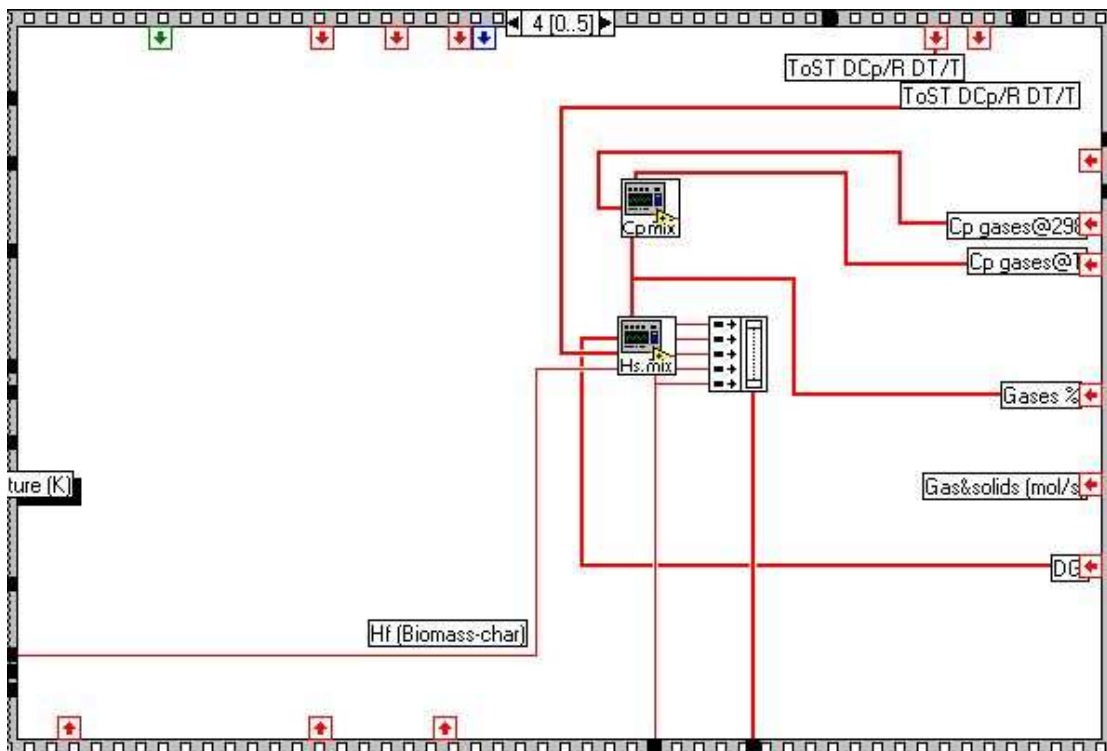 4 [0..5]
ToST DCp/R DT/T
ToST DCp/R DT/T
Cp mix
Cp gases@298
Cp gases@T
Hs.mix
Gases %
ture (K)
Gas&solids (mol/s
DG
Hf (Biomass-char)